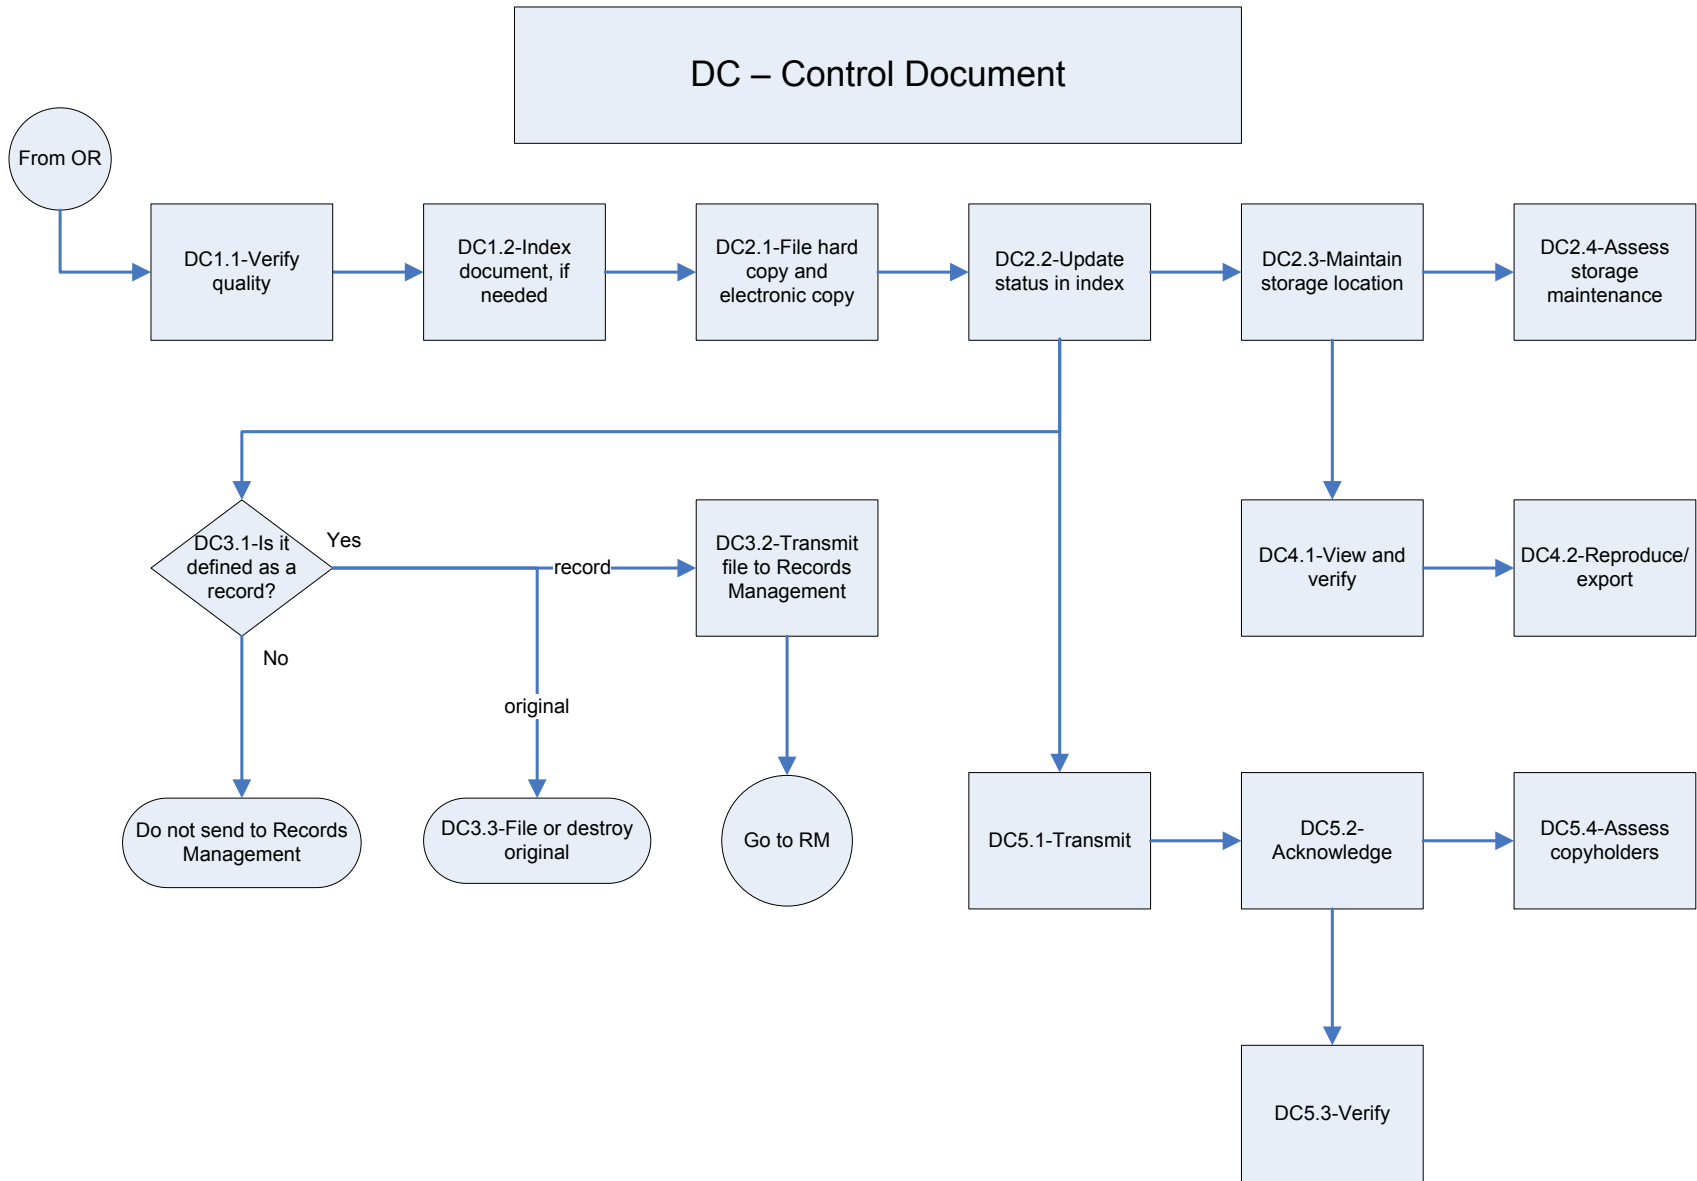 DC – Control Document
From OR
DC1.1-Verify
quality
DC1.2-Index
document, if
needed
DC2.1-File hard
copy and
electronic copy
DC2.2-Update
status in index
DC2.3-Maintain
storage location
DC2.4-Assess
storage
maintenance
DC3.1-Is it
defined as a
record?
Yes
record
DC3.2-Transmit
file to Records
Management
DC4.1-View and
verify
DC4.2-Reproduce/
export
No
original
Do not send to Records
Management
DC3.3-File or destroy
original
Go to RM
DC5.1-Transmit
DC5.2-
Acknowledge
DC5.4-Assess
copyholders
DC5.3-Verify